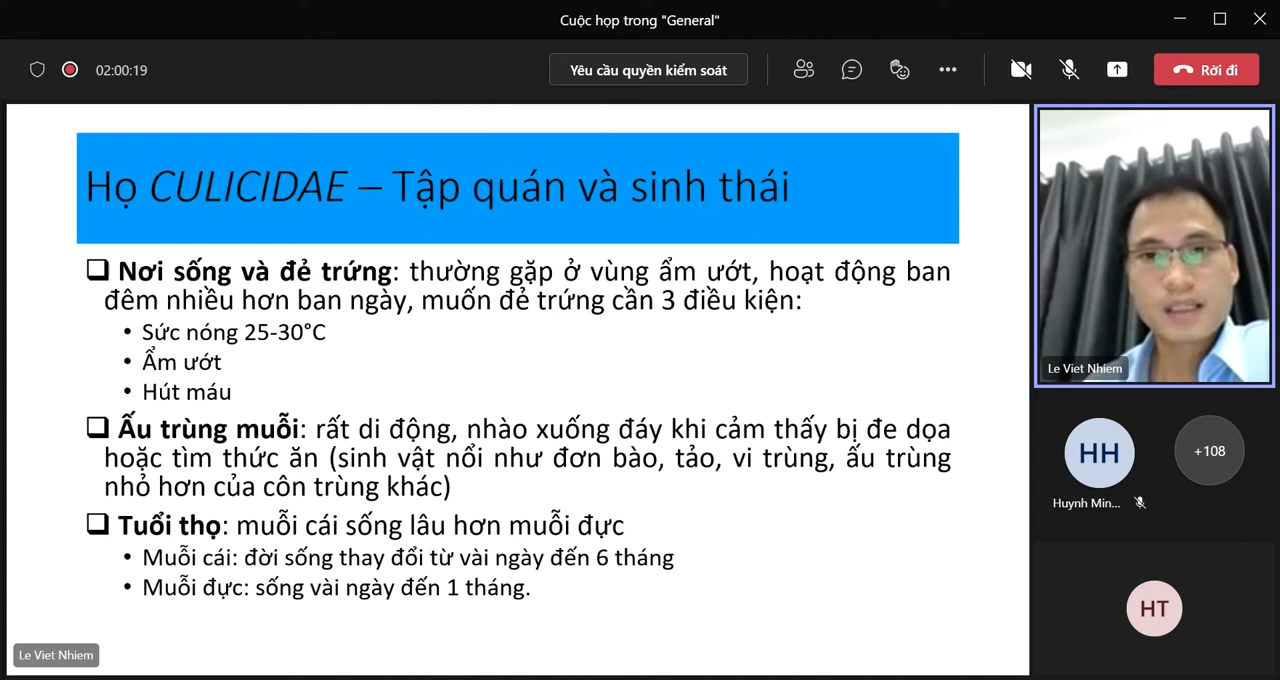 Cuộc họp trong "General"
02:00:19
Yêu cầu quyền kiểm soát
Rời đi
Họ CULICIDAE – Tập quán và sinh thái
Nơi sống và đẻ trứng: thường gặp ở vùng ẩm ướt, hoạt động ban
đêm nhiều hơn ban ngày, muốn đẻ trứng cần 3 điều kiện:
• Sức nóng 25-30°C
• Ẩm ướt
• Hút máu
Ấu trùng muỗi: rất di động, nhào xuống đáy khi cảm thấy bị đe dọa
hoặc tìm thức ăn (sinh vật nổi như đơn bào, tảo, vi trùng, ấu trùng
nhỏ hơn của côn trùng khác)
Tuổi thọ: muỗi cái sống lâu hơn muỗi đực
• Muỗi cái: đời sống thay đổi từ vài ngày đến 6 tháng
• Muỗi đực: sống vài ngày đến 1 tháng.
Le Viet Nhiem
Le Viet Nhiem
HH
+108
Huynh Min...
HT